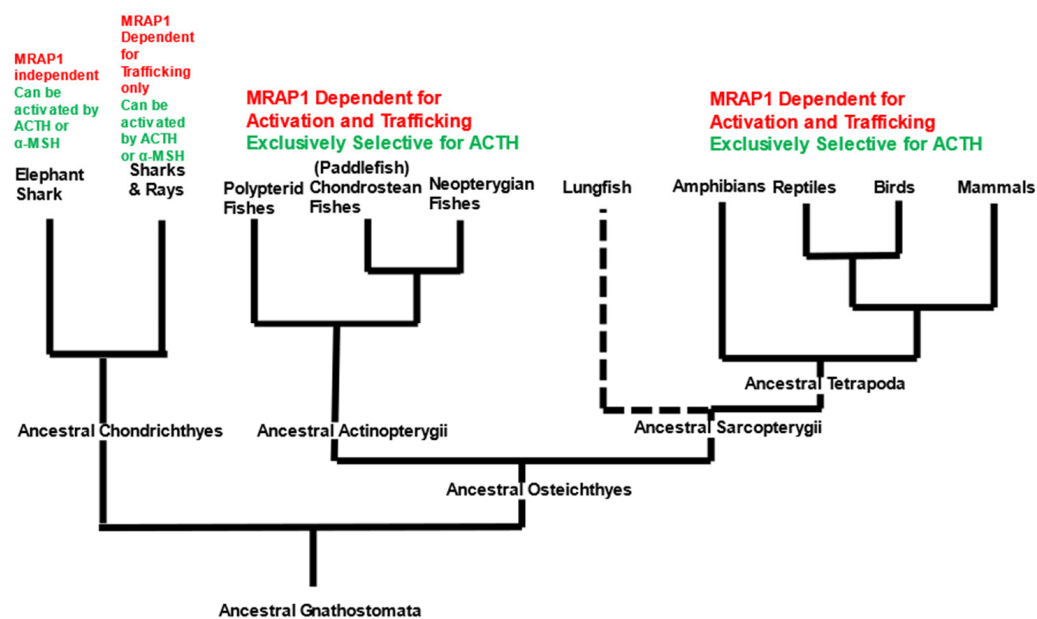 MRAP1
independent
Can be
activated by
ACTH or
α-MSH
Elephant
Shark
MRAP1
Dependent
for
Trafficking
only
Can be
activated
by ACTH
or α-MSH
Sharks
& Rays
MRAP1 Dependent for
Activation and Trafficking
Exclusively Selective for ACTH
Polypterid
Fishes
(Paddlefish)
Chondrostean
Fishes
Neopterygian
Fishes
Lungfish
MRAP1 Dependent for
Activation and Trafficking
Exclusively Selective for ACTH
Amphibians
Reptiles
Birds
Mammals
Ancestral Tetrapoda
Ancestral Chondrichthyes
Ancestral Actinopterygii
Ancestral Sarcopterygii
Ancestral Osteichthyes
Ancestral Gnathostomata